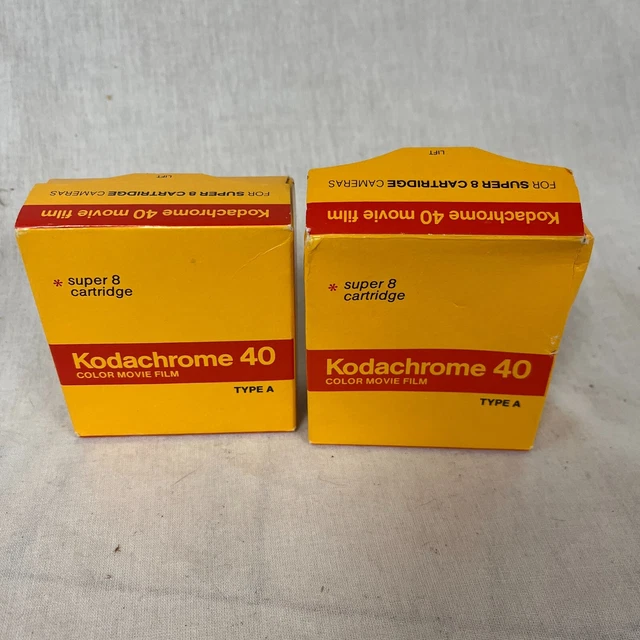 LIFT
FOR SUPER 8 CARTRIDGE CAMERAS
Kodachrome 40 movie film
* super 8
cartridge
Kodachrome 40
COLOR MOVIE FILM
TYPE A
LIFT
FOR SUPER 8 CARTRIDGE CAMERAS
Kodachrome 40 movie film
* super 8
cartridge
Kodachrome 40
COLOR MOVIE FILM
TYPE A